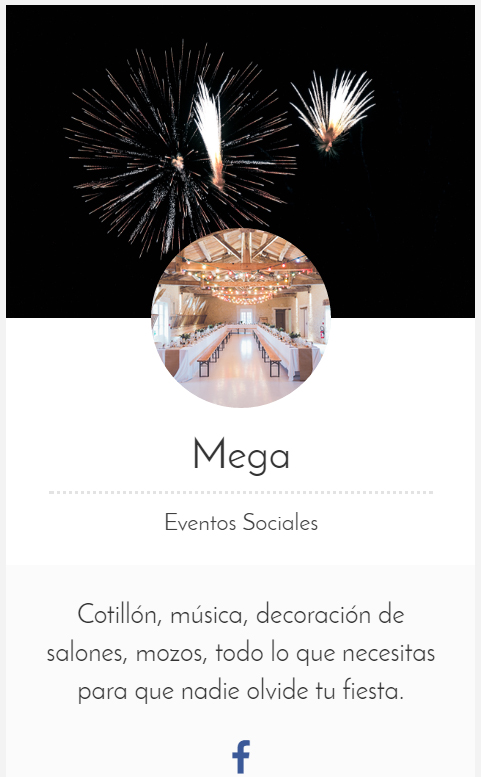 Mega
Eventos Sociales
Cotillón, música, decoración de
salones, mozos, todo lo que necesitas
para que nadie olvide tu fiesta.